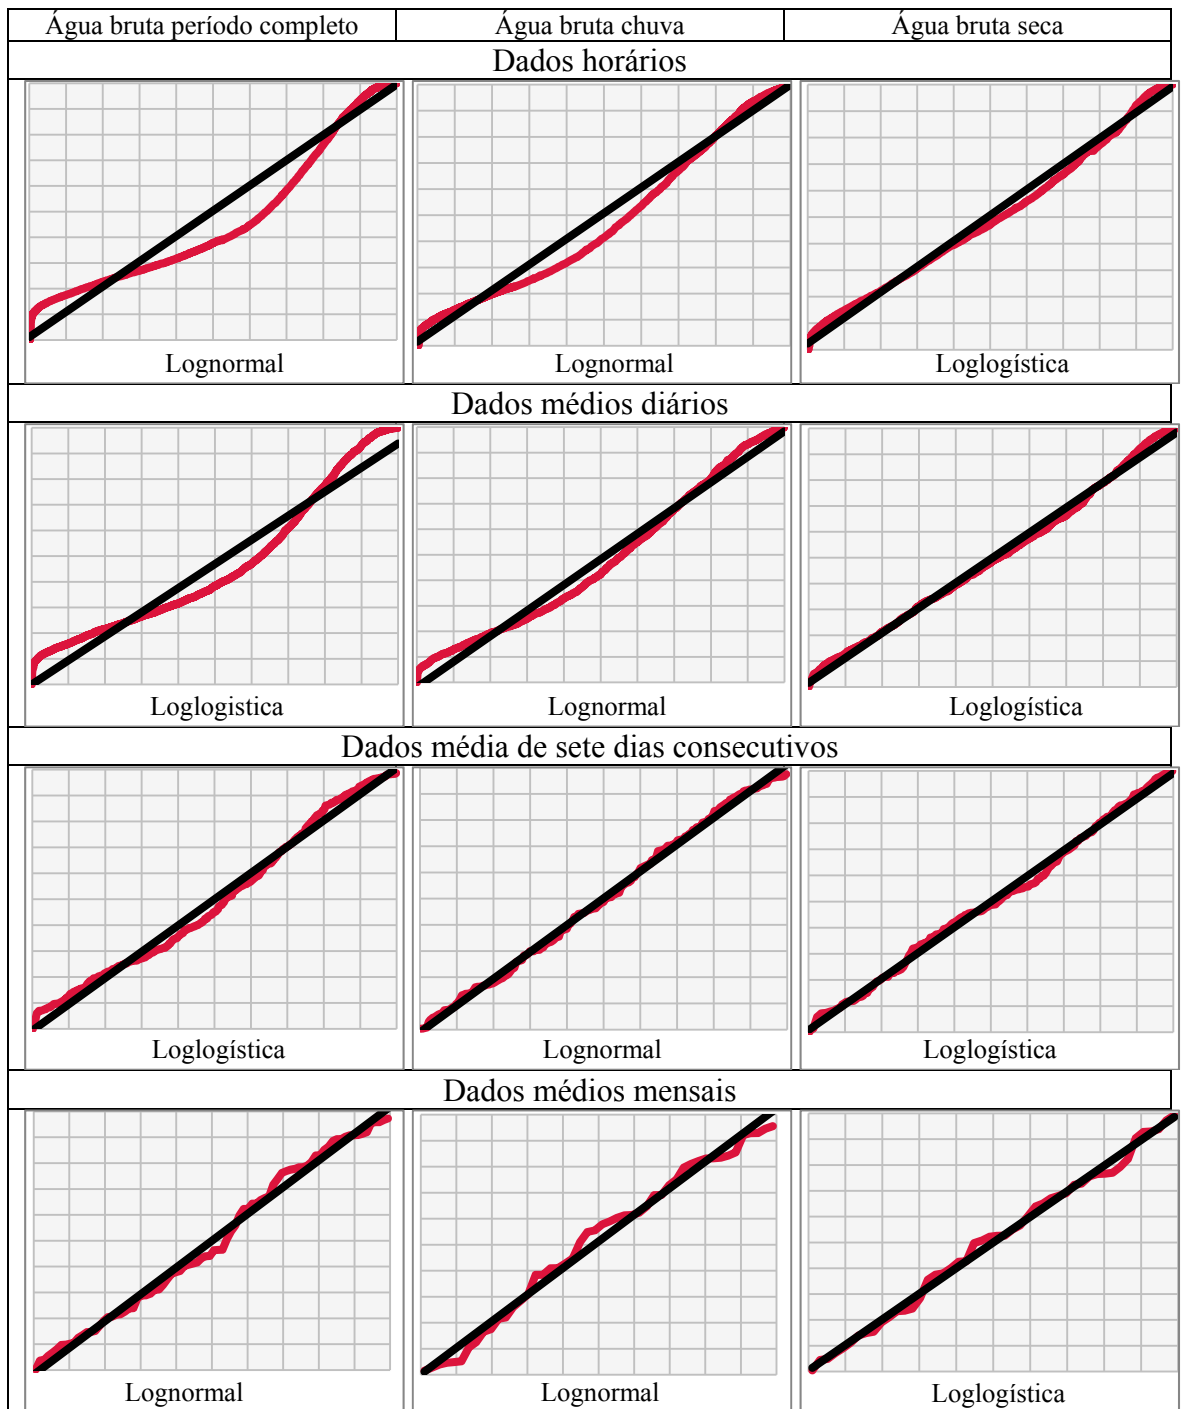 Água bruta período completo
Água bruta chuva
Água bruta seca
Dados horários
Lognormal
Lognormal
Loglogística
Dados médios diários
Loglogistica
Lognormal
Loglogística
Dados média de sete dias consecutivos
Loglogística
Lognormal
Loglogística
Dados médios mensais
Lognormal
Lognormal
Loglogística